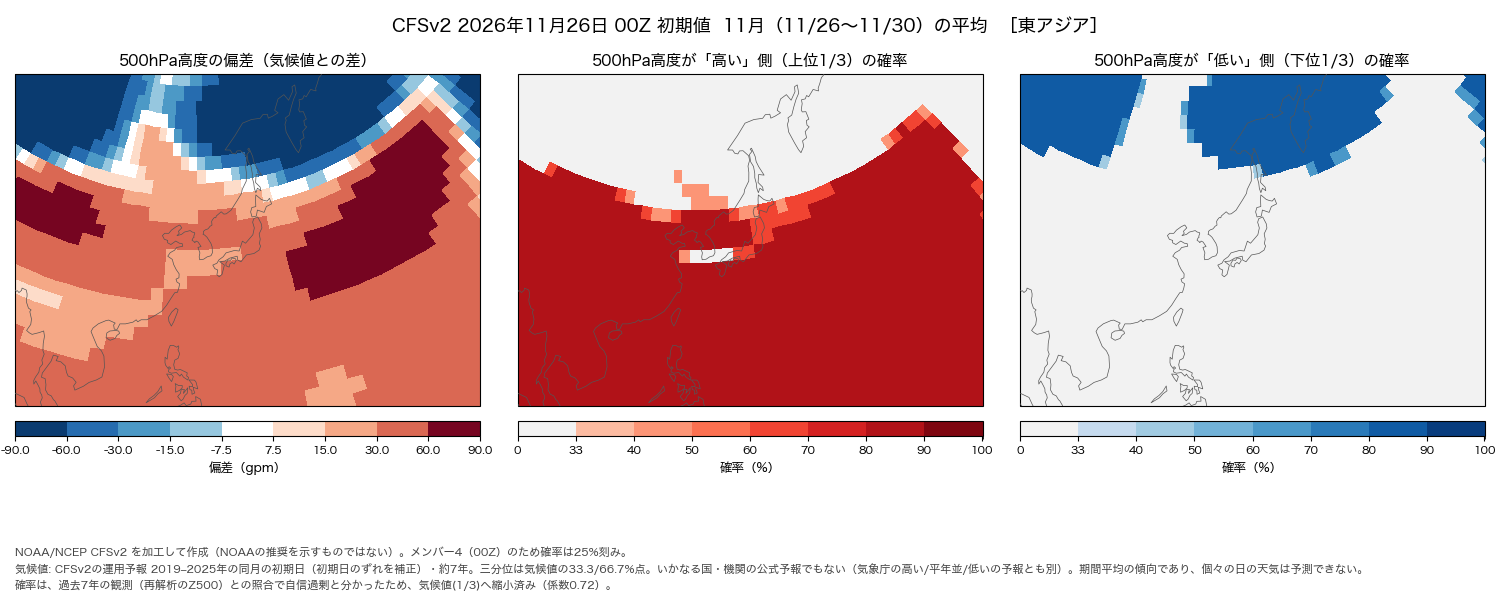 CFSv2 2026年11月26日 00Z 初期値 11月（11/26～11/30）の平均 ［東アジア］
500hPa高度の偏差（気候値との差）
500hPa高度が「高い」側（上位1/3）の確率
500hPa高度が「低い」側（下位1/3）の確率
-90.0 -60.0 -30.0 -15.0 -7.5 7.5 15.0 30.0 60.0 90.0
偏差（gpm）
0 33 40 50 60 70 80 90 100
確率（%）
0 33 40 50 60 70 80 90 100
確率（%）
NOAA/NCEP CFSv2 を加工して作成（NOAAの推奨を示すものではない）。メンバー4（00Z）のため確率は25%刻み。
気候値: CFSv2の運用予報 2019–2025年の同月の初期日（初期日のずれを補正）・約7年。三分位は気候値の33.3/66.7%点。いかなる国・機関の公式予報でもない（気象庁の高い/平年並/低いの予報とも別）。期間平均の傾向であり、個々の日の天気は予測できない。
確率は、過去7年の観測（再解析のZ500）との照合で自信過剰と分かったため、気候値(1/3)へ縮小済み（係数0.72）。